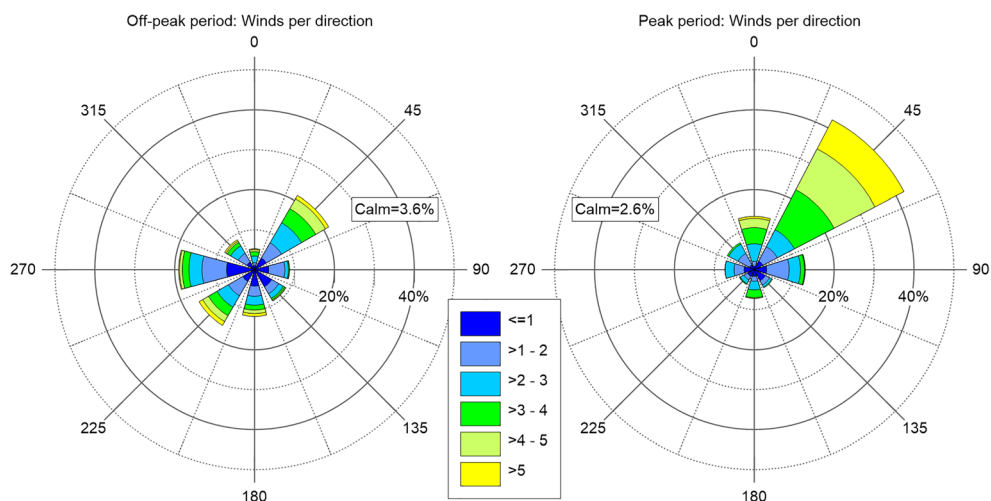 Off-peak period: Winds per direction
0
315
45
Calm=3.6%
270
90
20%
40%
225
135
180
Peak period: Winds per direction
0
315
45
Calm=2.6%
270
90
20%
40%
225
135
180
<=1
>1 - 2
>2 - 3
>3 - 4
>4 - 5
>5